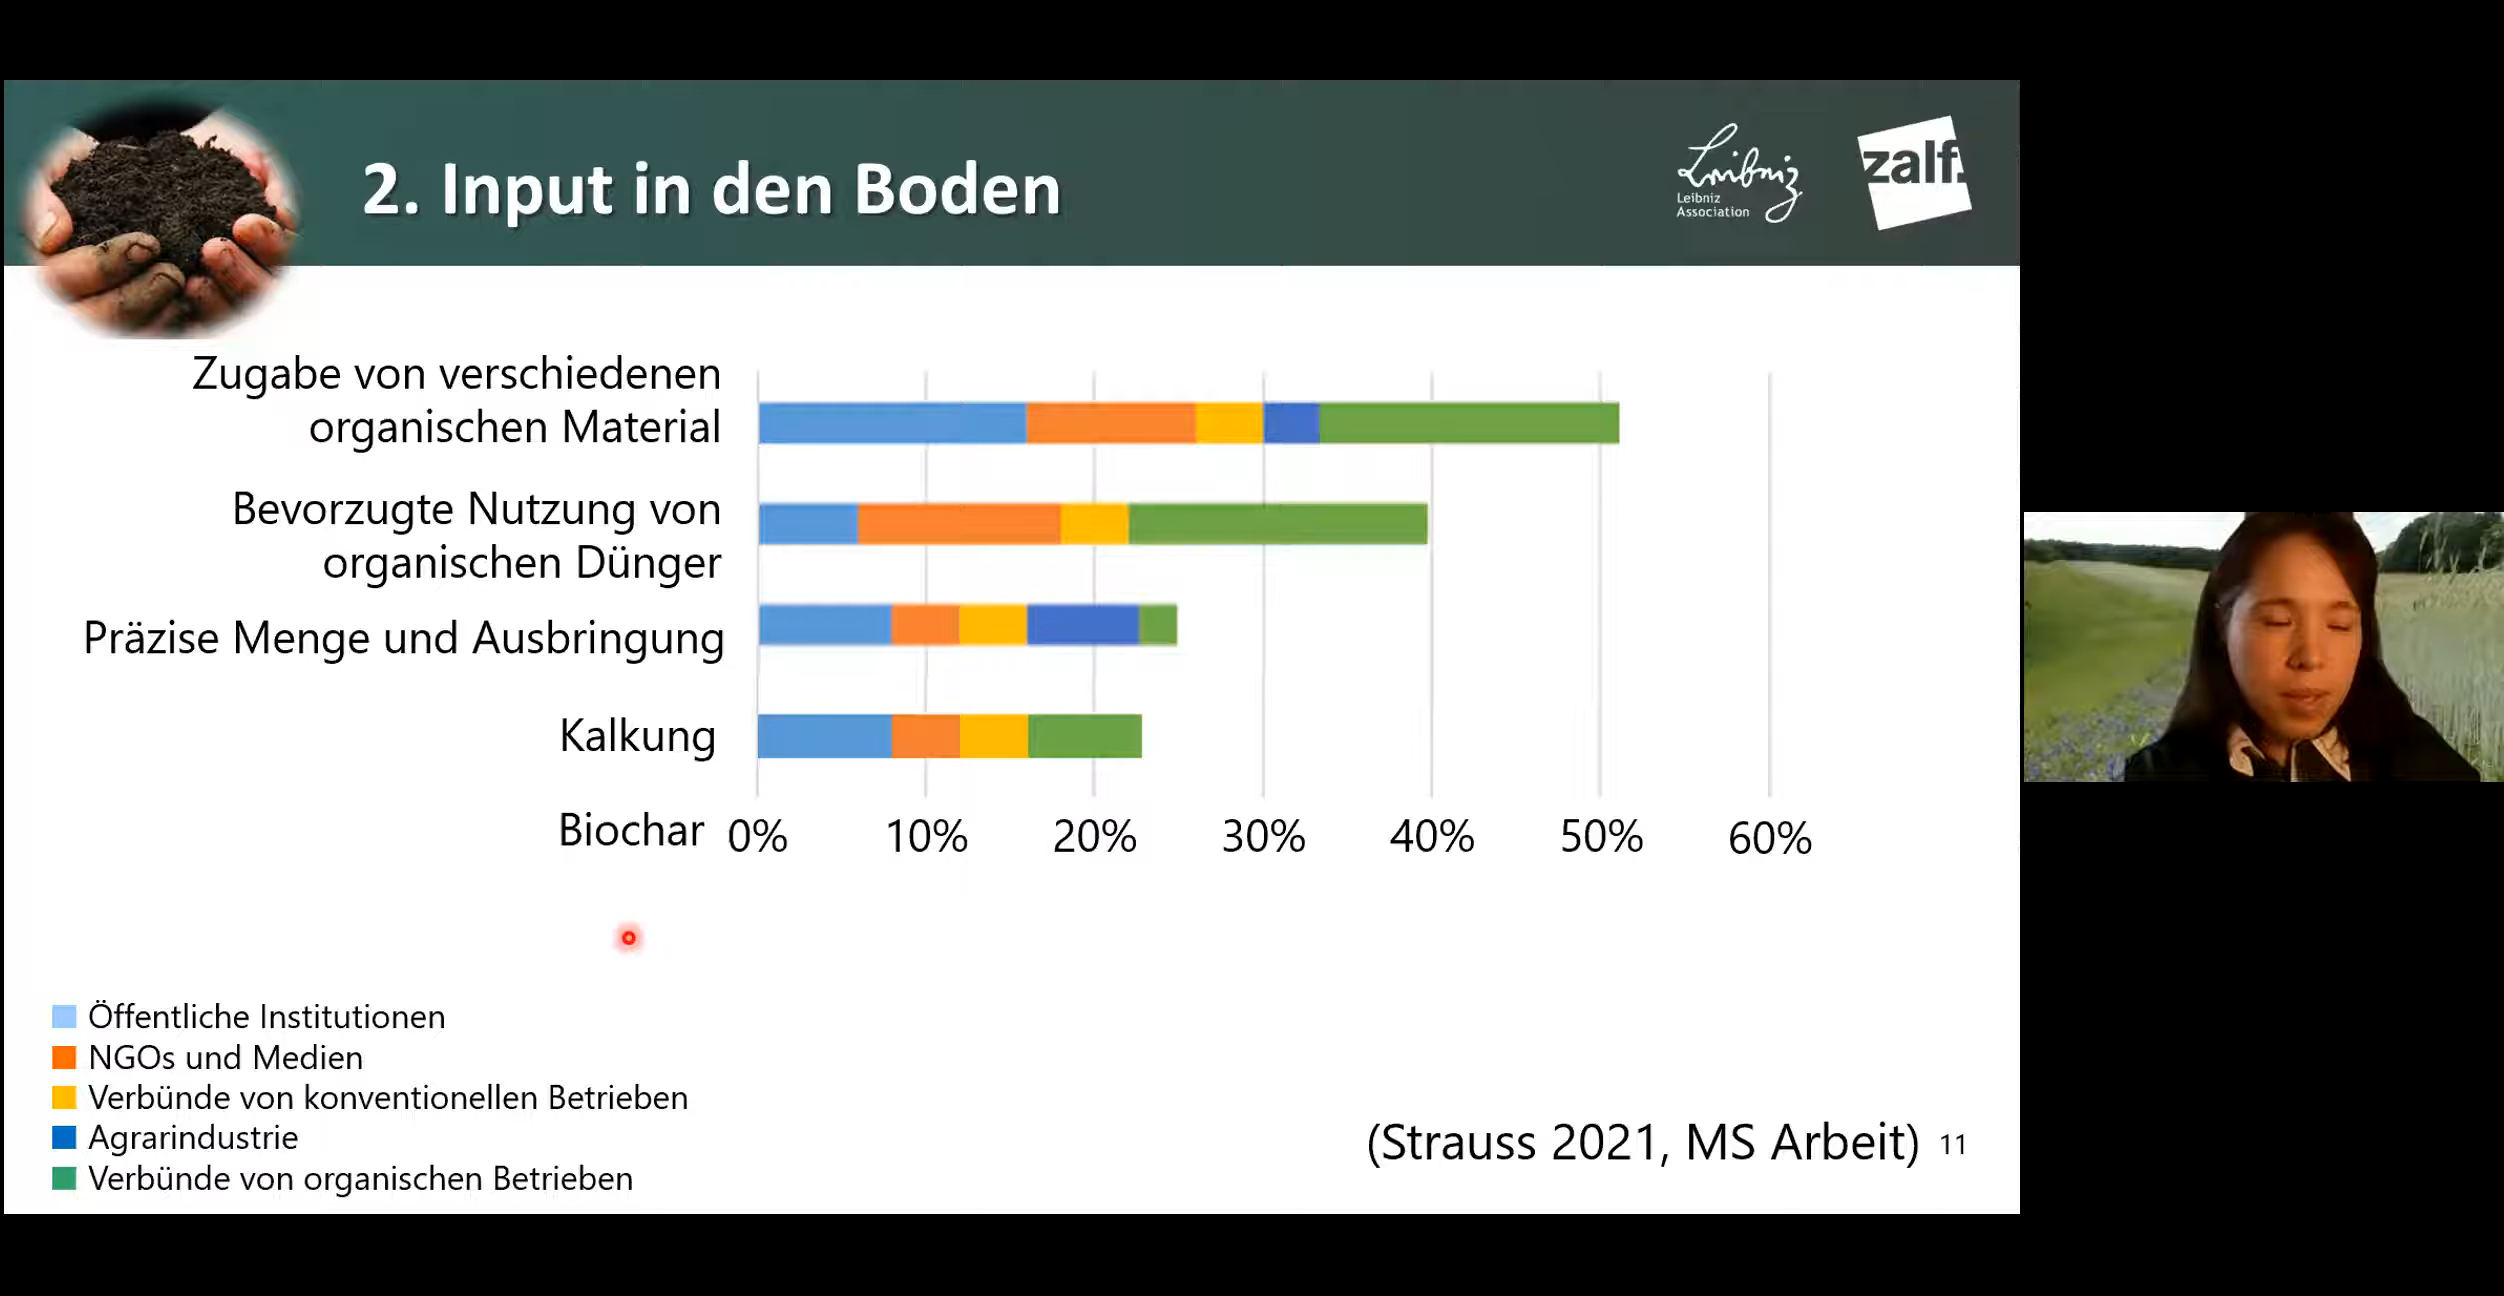 2. Input in den Boden
Leibniz
Leibniz
Association
zalf.
Zugabe von verschiedenen
organischen Material
Bevorzugte Nutzung von
organischen Dünger
Präzise Menge und Ausbringung
Kalkung
Biochar
0% 10% 20% 30% 40% 50% 60%
Öffentliche Institutionen
NGOs und Medien
Verbünde von konventionellen Betrieben
Agrarindustrie
Verbünde von organischen Betrieben
(Strauss 2021, MS Arbeit) 11